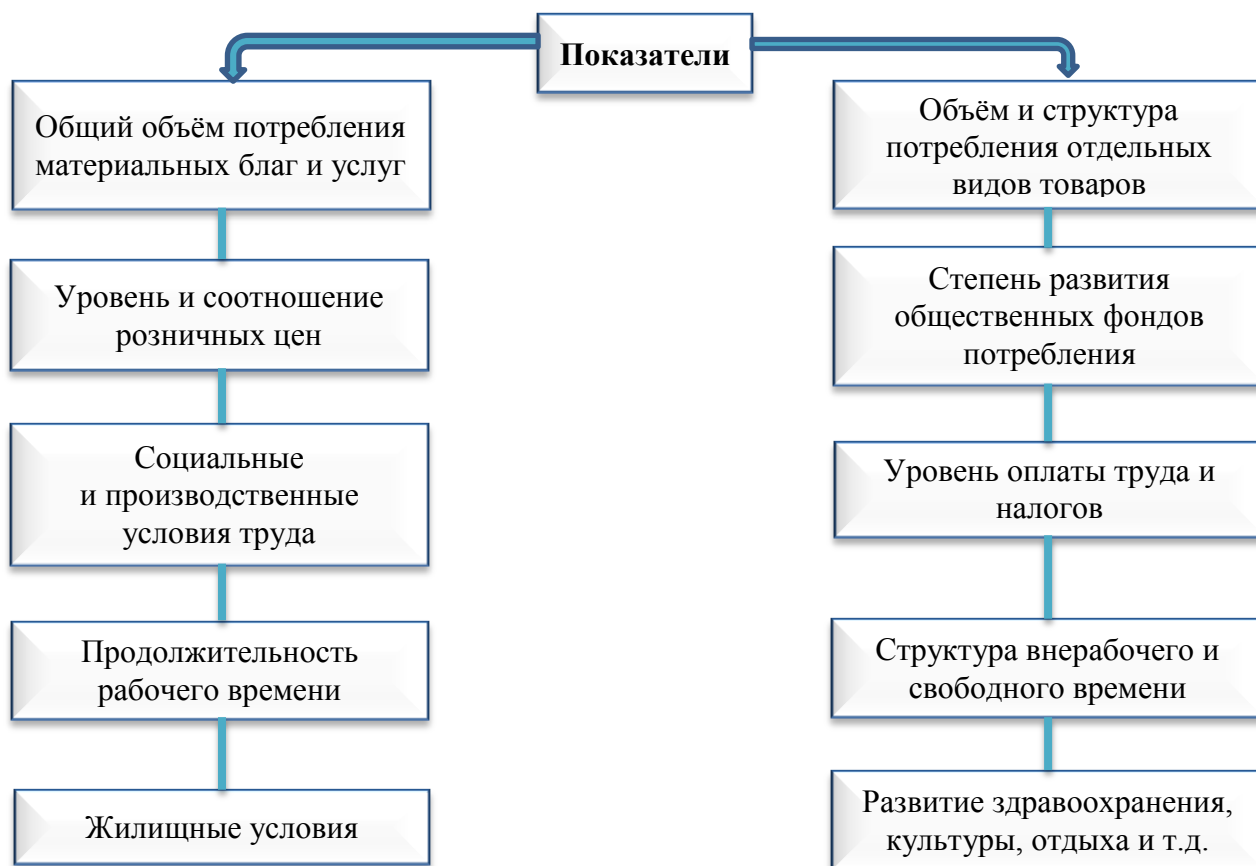 Показатели
Общий объём потребления
материальных благ и услуг
Уровень и соотношение
розничных цен
Социальные
и производственные
условия труда
Продолжительность
рабочего времени
Жилищные условия
Объём и структура
потребления отдельных
видов товаров
Степень развития
общественных фондов
потребления
Уровень оплаты труда и
налогов
Структура внерабочего и
свободного времени
Развитие здравоохранения,
культуры, отдыха и т.д.